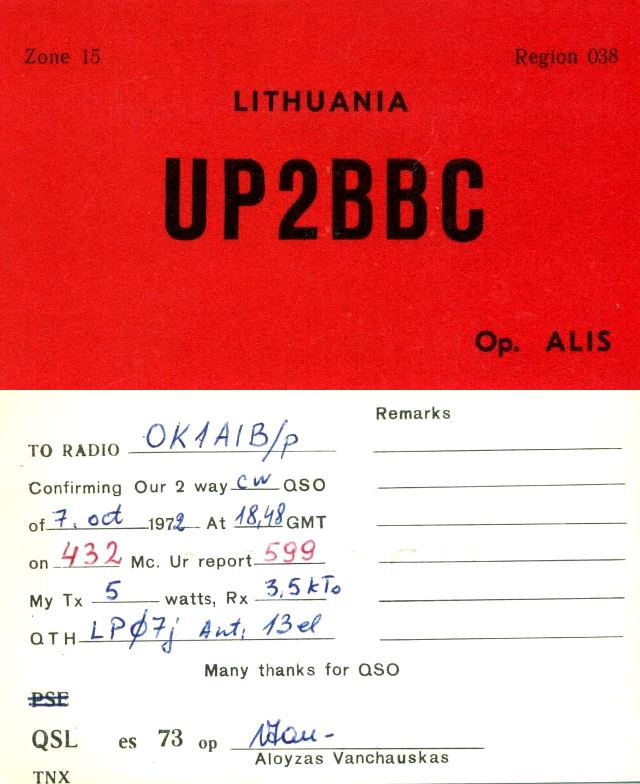 Zone 15 Region 038
LITHUANIA
UP2BBC
Op. ALIS
Remarks
TO RADIO OK1AIB/p
Confirming Our 2 way cw QSO
of 7. oct 1972 At 18,48 GMT
on 432 Mc. Ur report 599
My Tx 5 watts, Rx 3,5 kTo
QTH LPØ7j Ant; 13el
Many thanks for QSO
PSE
QSL es 73 op
Aloyzas Vanchauskas
TNX